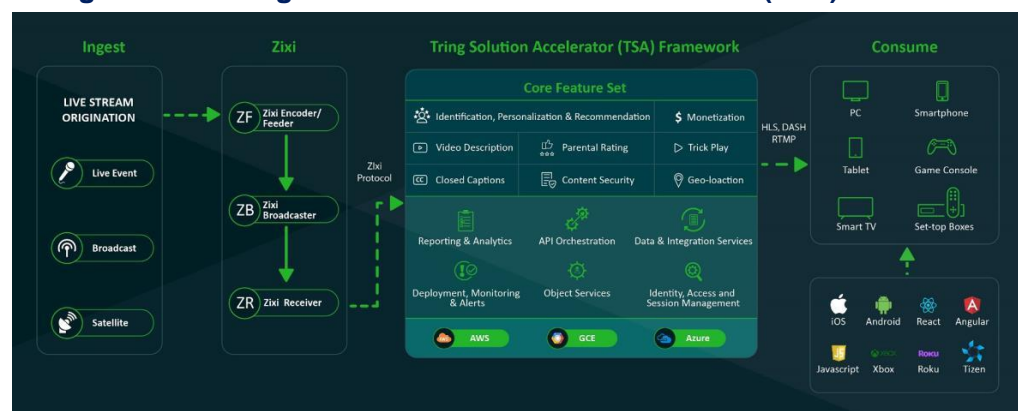 Ingest
Zixi
Tring Solution Accelerator (TSA) Framework
Consume
LIVE STREAM
ORIGINATION
Live Event
Broadcast
Satellite
ZF
Zixi Encoder/
Feeder
ZB
Zixi
Broadcaster
ZR
Zixi Receiver
Zixi
Protocol
Core Feature Set
Identification, Personalization & Recommendation
$ Monetization
Video Description
Parental Rating
Trick Play
CC
Closed Captions
Content Security
Geo-loaction
Reporting & Analytics
API Orchestration
Data & Integration Services
Deployment, Monitoring
& Alerts
Object Services
Identity, Access and
Session Management
AWS
GCE
Azure
HLS, DASH
RTMP
PC
Smartphone
Tablet
Game Console
Smart TV
Set-top Boxes
iOS
Android
React
Angular
JS
Javascript
XBOX
Xbox
ROKU
Roku
Tizen